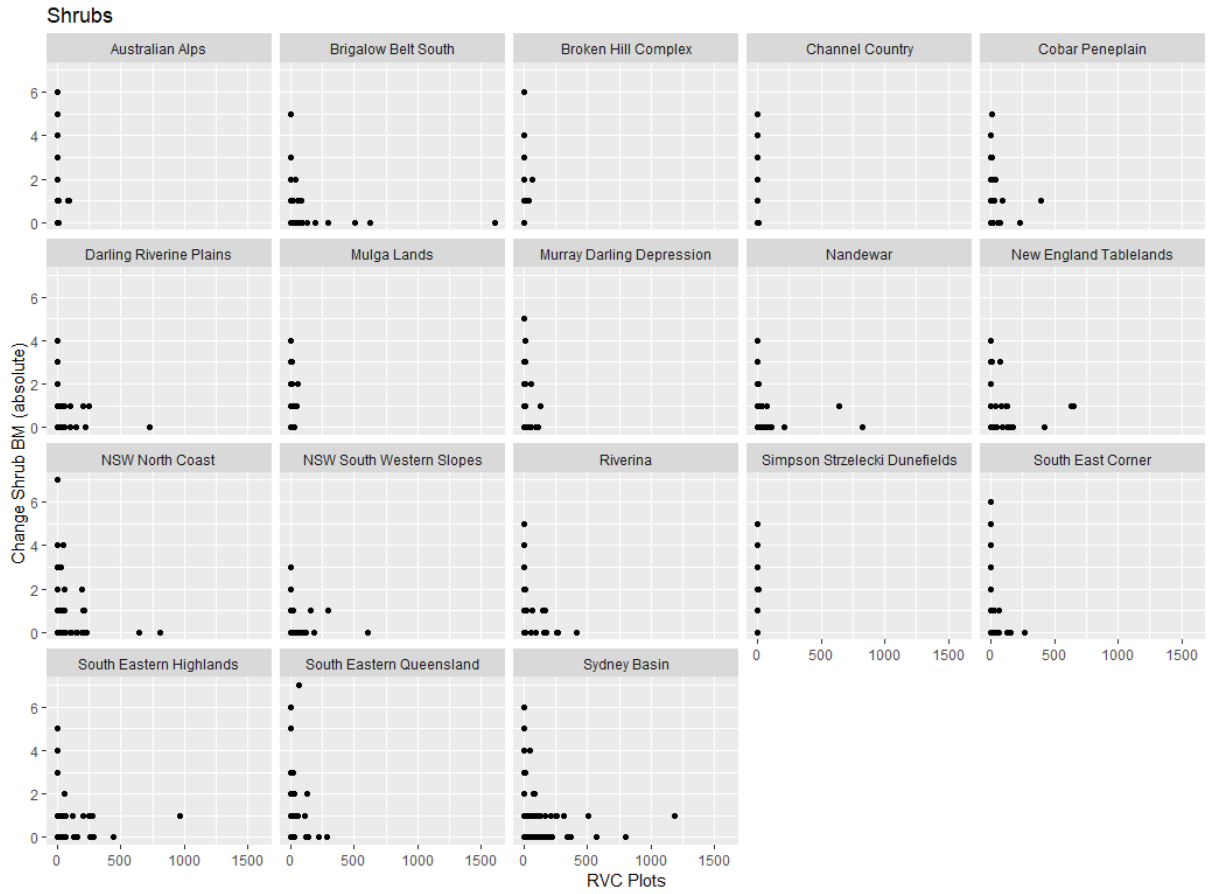 Shrubs
Australian Alps
Brigalow Belt South
Broken Hill Complex
Channel Country
Cobar Peneplain
6
4
2
0
Darling Riverine Plains
Mulga Lands
Murray Darling Depression
Nandewar
New England Tablelands
6
4
2
0
Change Shrub BM (absolute)
NSW North Coast
NSW South Western Slopes
Riverina
Simpson Strzelecki Dunefields
South East Corner
6
4
2
0
0 500 1000 1500 0 500 1000 1500
South Eastern Highlands
South Eastern Queensland
Sydney Basin
6
4
2
0
0 500 1000 1500 0 500 1000 1500 0 500 1000 1500
RVC Plots